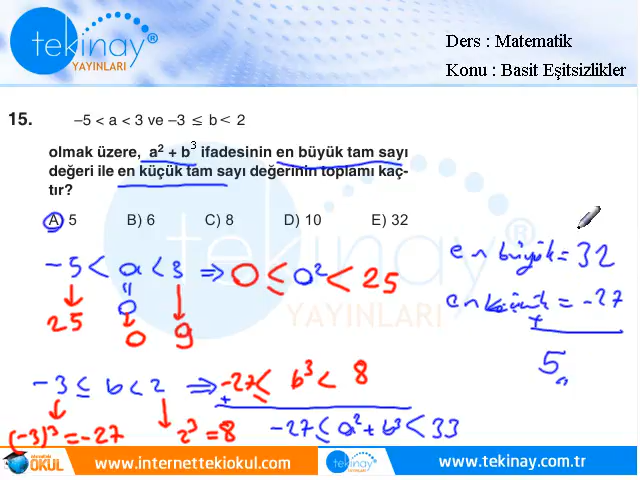 tekinay
YAYINLARI
Ders : Matematik
Konu : Basit Eşitsizlikler
15. –5 < a < 3 ve –3 ≤ b < 2
olmak üzere, a² + b³ ifadesinin en büyük tam sayı
değeri ile en küçük tam sayı değerinin toplamı kaç-
tır?
A) 5 B) 6 C) 8 D) 10 E) 32
-5 < a < 3 ⇒ 0 ≤ a² < 25
25 0 0 9
en büyük = 32
en küçük = -27
+
5
-3 ≤ b < 2 ⇒ -27 ≤ b³ < 8
+
(-3)³ = -27 2³ = 8 -27 ≤ a² + b³ < 33
tekinay
YAYINLARI
OKUL
www.internettekiokul.com
tekinay
www.tekinay.com.tr